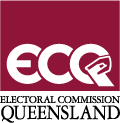 ECQ
ELECTORAL COMMISSION
QUEENSLAND